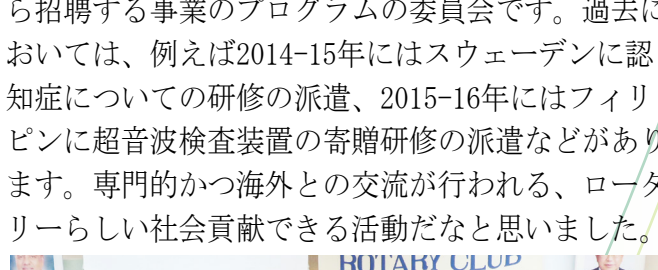 ら招聘する事業のプログラムの委員会です。過去に
おいては、例えば2014-15年にはスウェーデンに認
知症についての研修の派遣、2015-16年にはフィリ
ピンに超音波検査装置の寄贈研修の派遣などがあり
ます。専門的かつ海外との交流が行われる、ロータ
リーらしい社会貢献できる活動だなと思いました。
ROTARY CLUB